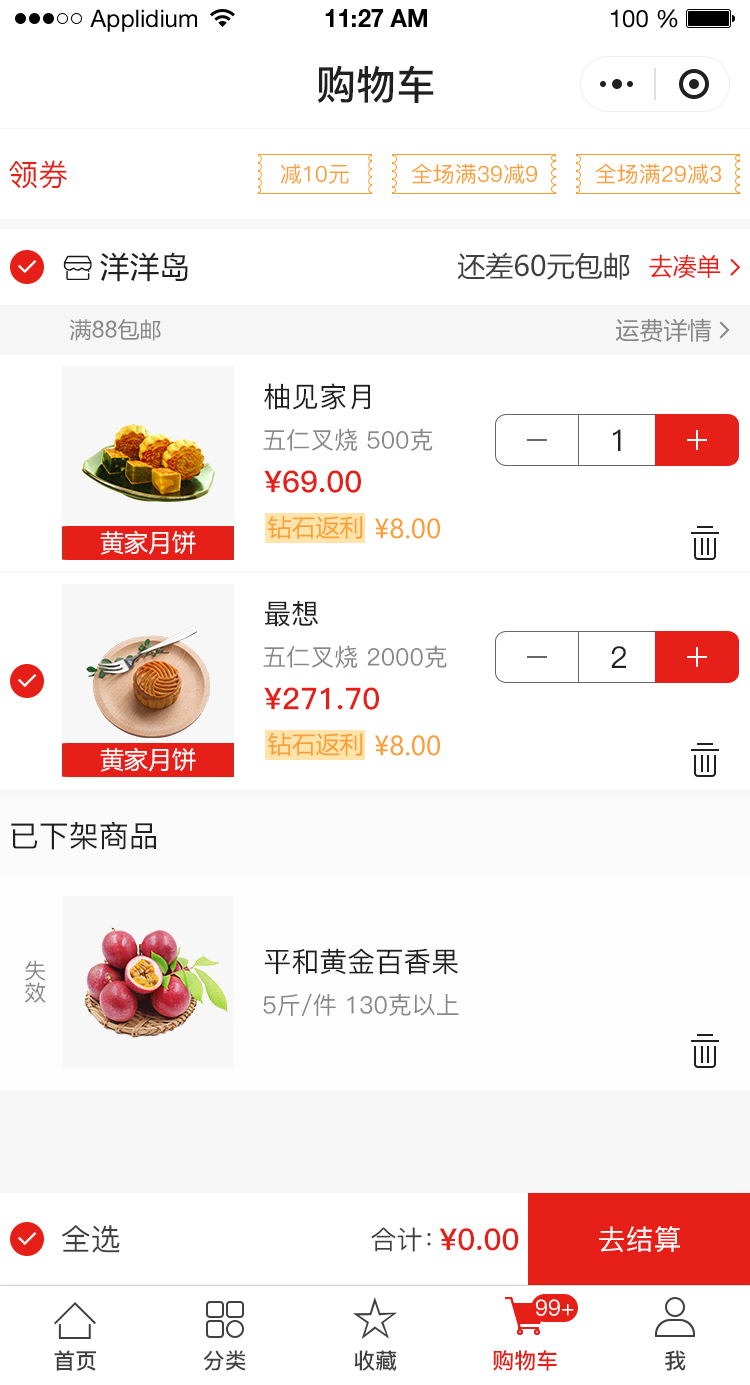 Applidium 11:27 AM 100 %
购物车
领券 减10元 全场满39减9 全场满29减3
洋洋岛 还差60元包邮 去凑单
满88包邮 运费详情
柚见家月
五仁叉烧 500克
1
¥69.00
钻石返利 ¥8.00
黄家月饼
最想
五仁叉烧 2000克
2
¥271.70
钻石返利 ¥8.00
黄家月饼
已下架商品
失效
平和黄金百香果
5斤/件 130克以上
全选 合计：¥0.00 去结算
99+
首页 分类 收藏 购物车 我